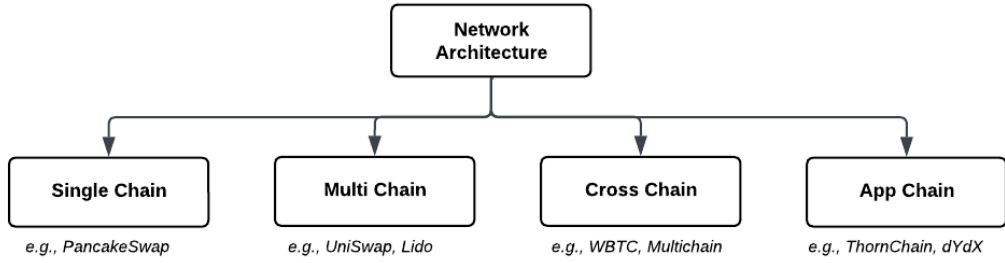 Network
Architecture
Single Chain
Multi Chain
Cross Chain
App Chain
e.g., PancakeSwap
e.g., UniSwap, Lido
e.g., WBTC, Multichain
e.g., ThornChain, dYdX